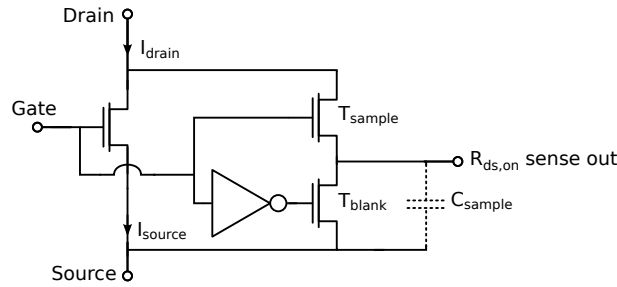 Drain
I_drain
Gate
T_sample
R_ds,on sense out
T_blank
C_sample
I_source
Source